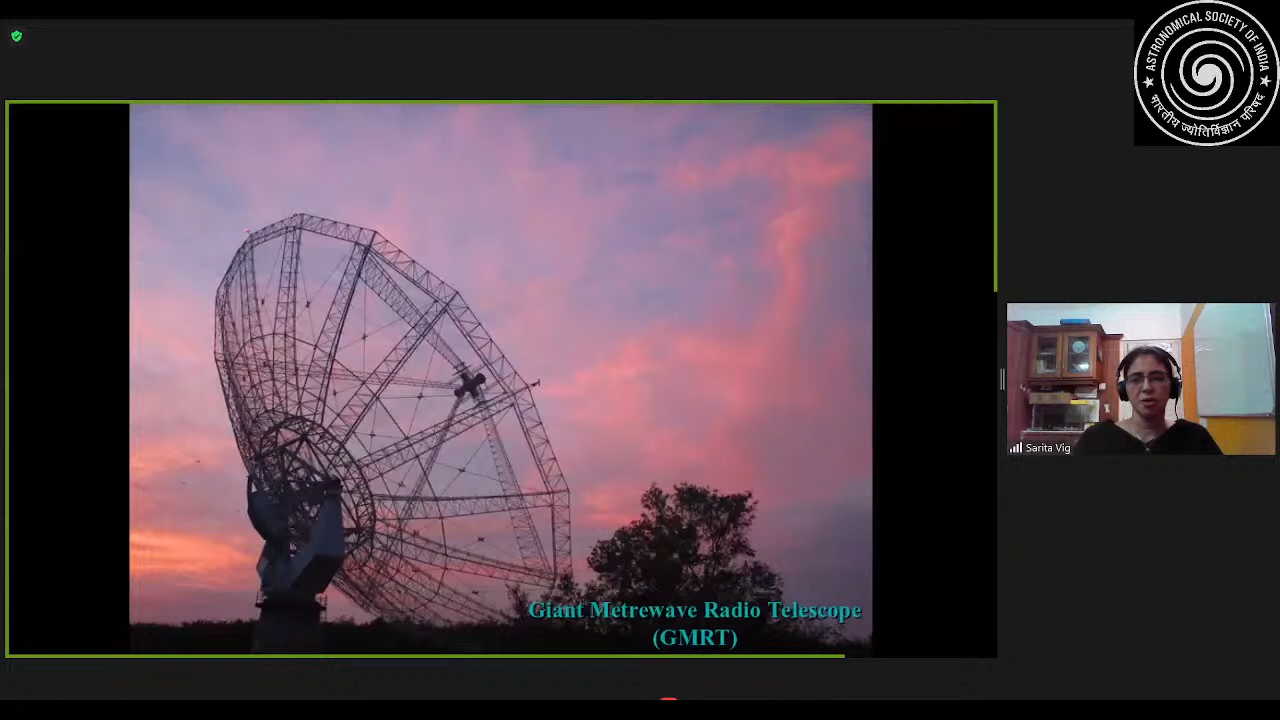 ASTRONOMICAL SOCIETY OF INDIA
भारतीय ज्योतिर्विज्ञान परिषद
Giant Metrewave Radio Telescope
(GMRT)
Sarita Vig